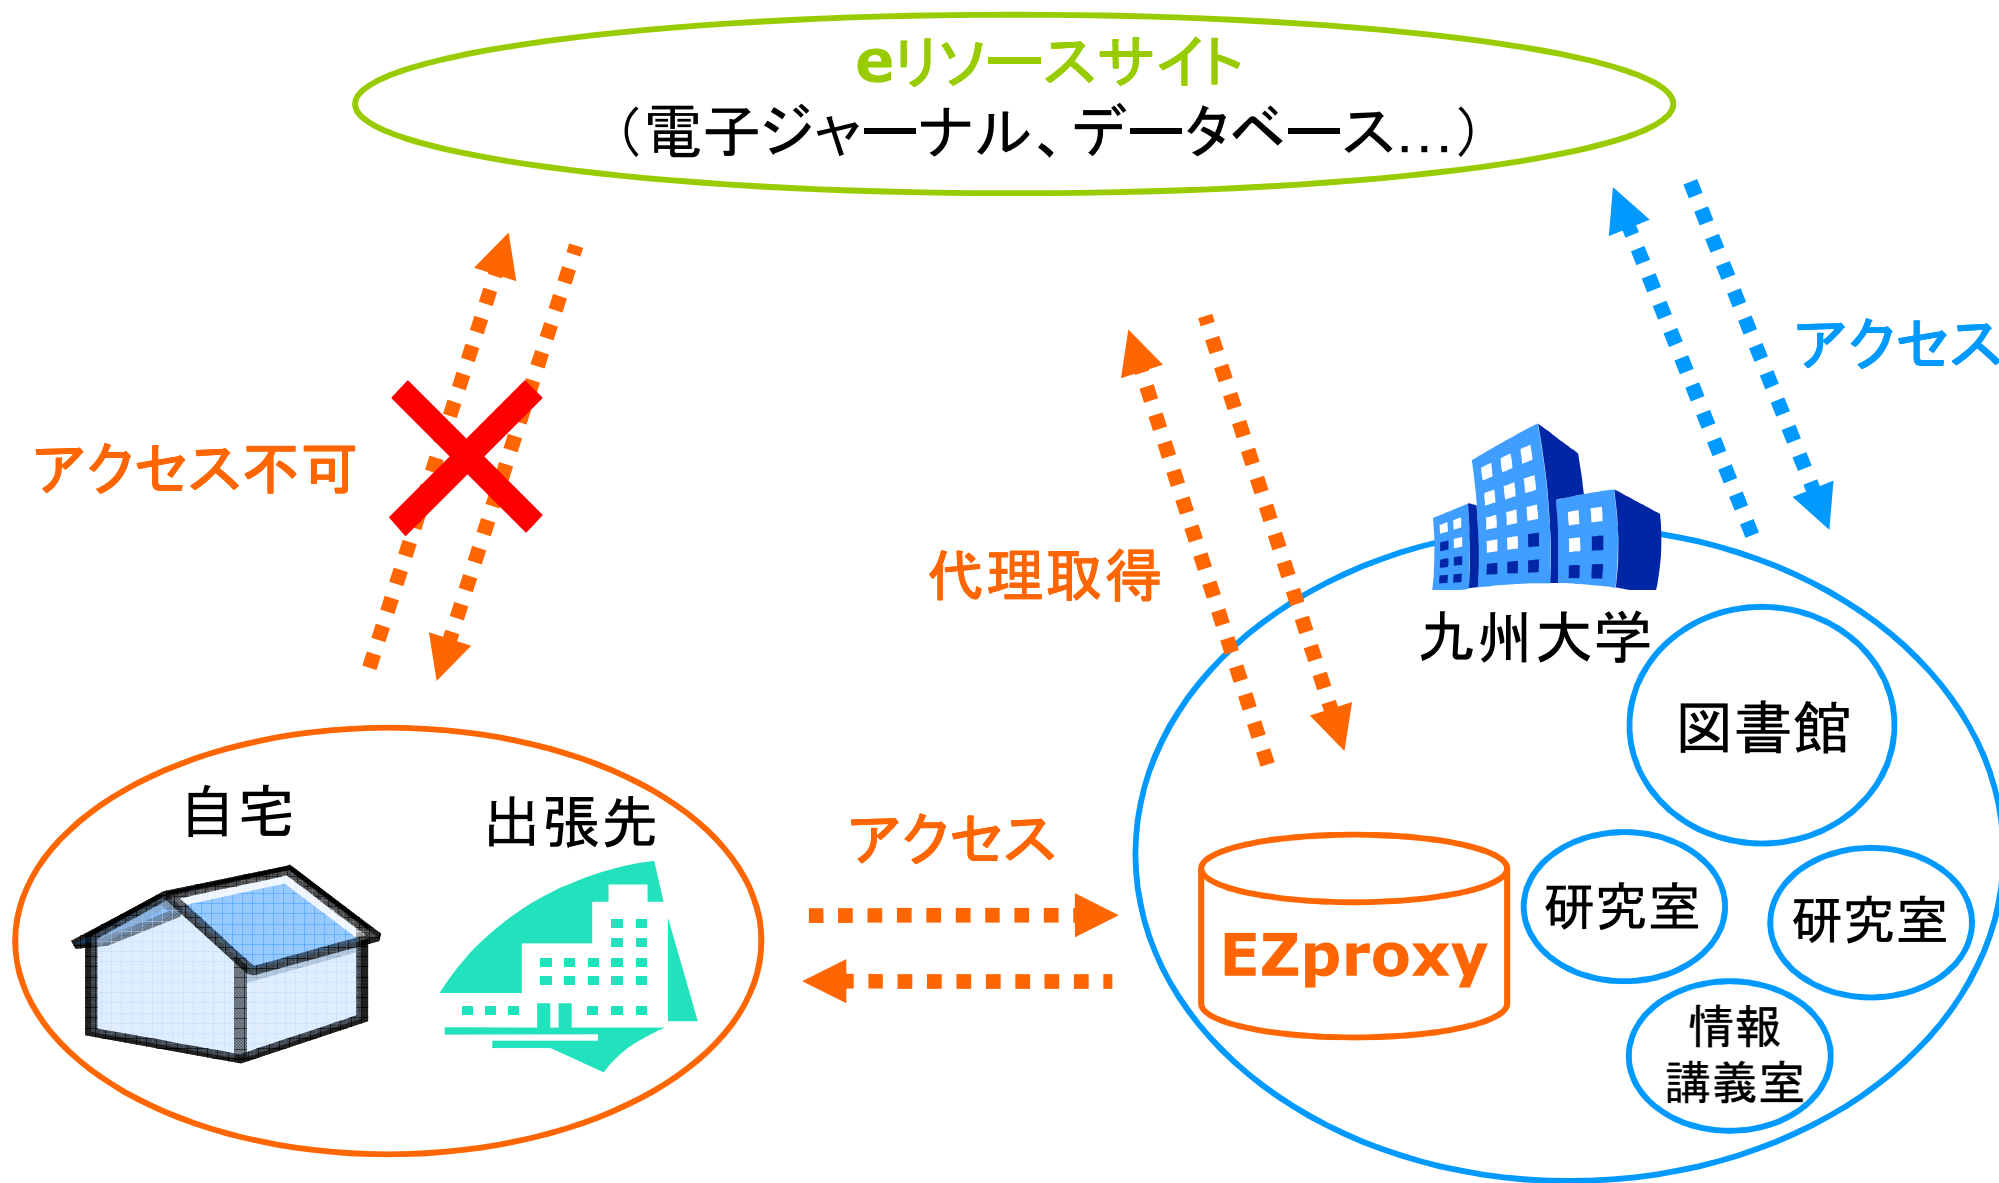 eリソースサイト
（電子ジャーナル、データベース…）
アクセス
アクセス不可
代理取得
九州大学
図書館
自宅
出張先
アクセス
研究室
研究室
EZproxy
情報
講義室